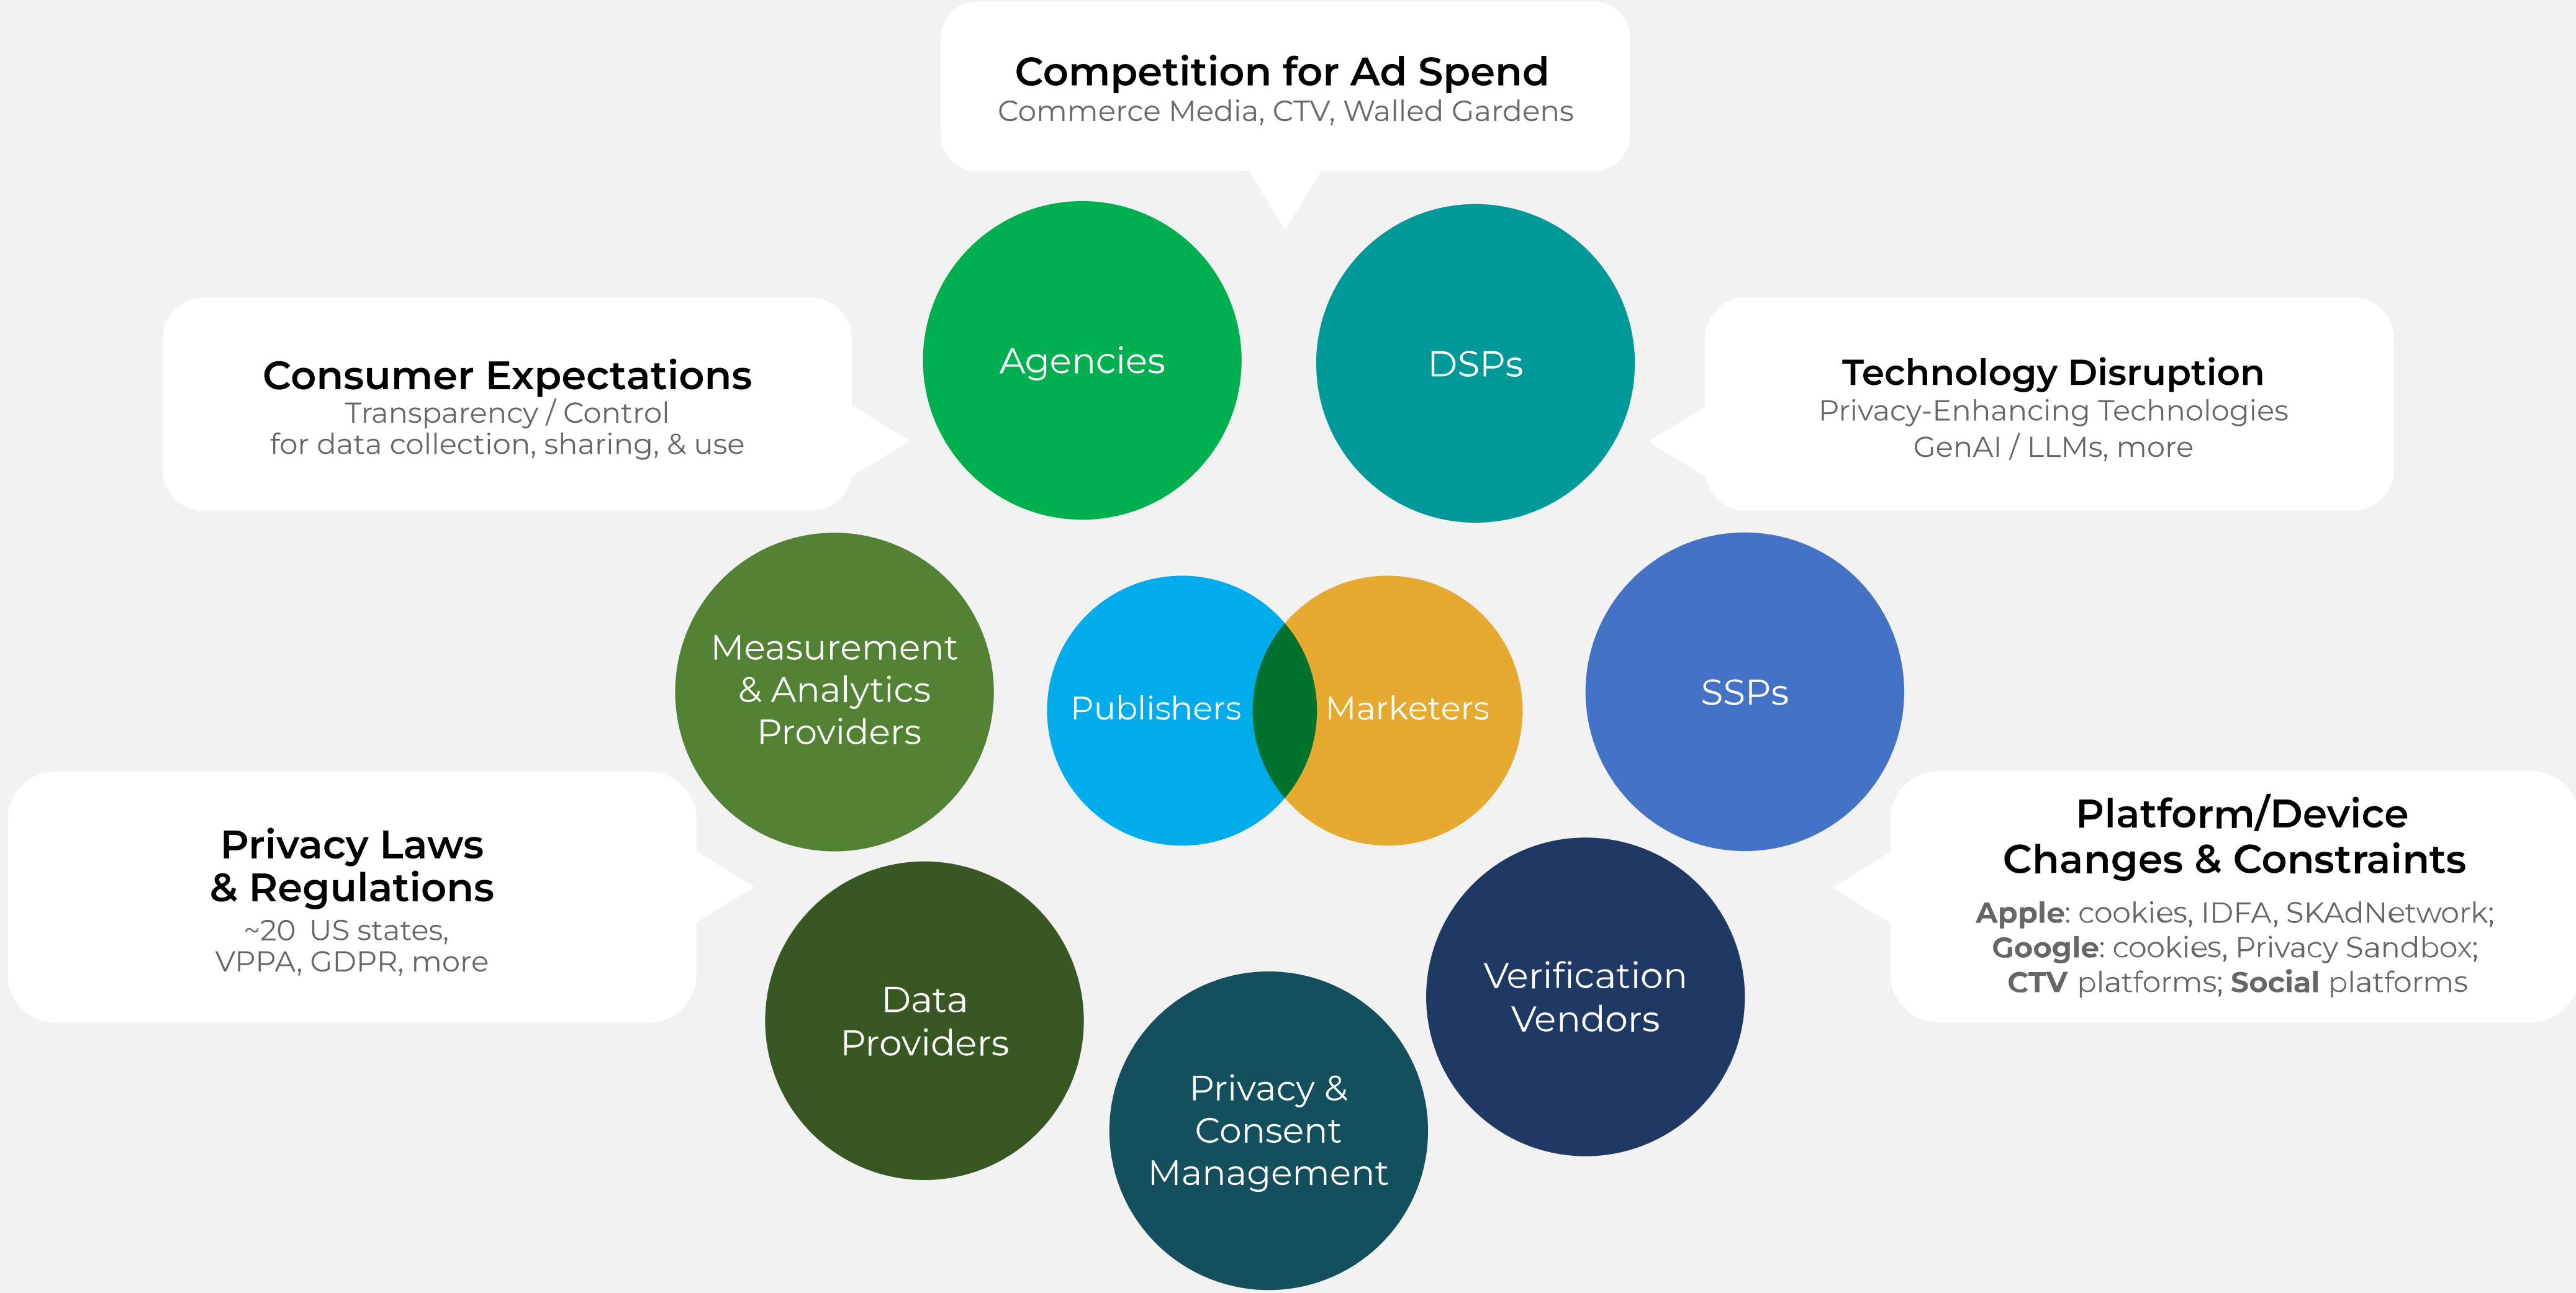 Competition for Ad Spend
Commerce Media, CTV, Walled Gardens
Consumer Expectations
Transparency / Control
for data collection, sharing, & use
Agencies
DSPs
Technology Disruption
Privacy-Enhancing Technologies
GenAI / LLMs, more
Measurement
& Analytics
Providers
Publishers
Marketers
SSPs
Privacy Laws
& Regulations
~20 US states,
VPPA, GDPR, more
Platform/Device
Changes & Constraints
Apple: cookies, IDFA, SKAdNetwork;
Google: cookies, Privacy Sandbox;
CTV platforms; Social platforms
Data
Providers
Privacy &
Consent
Management
Verification
Vendors